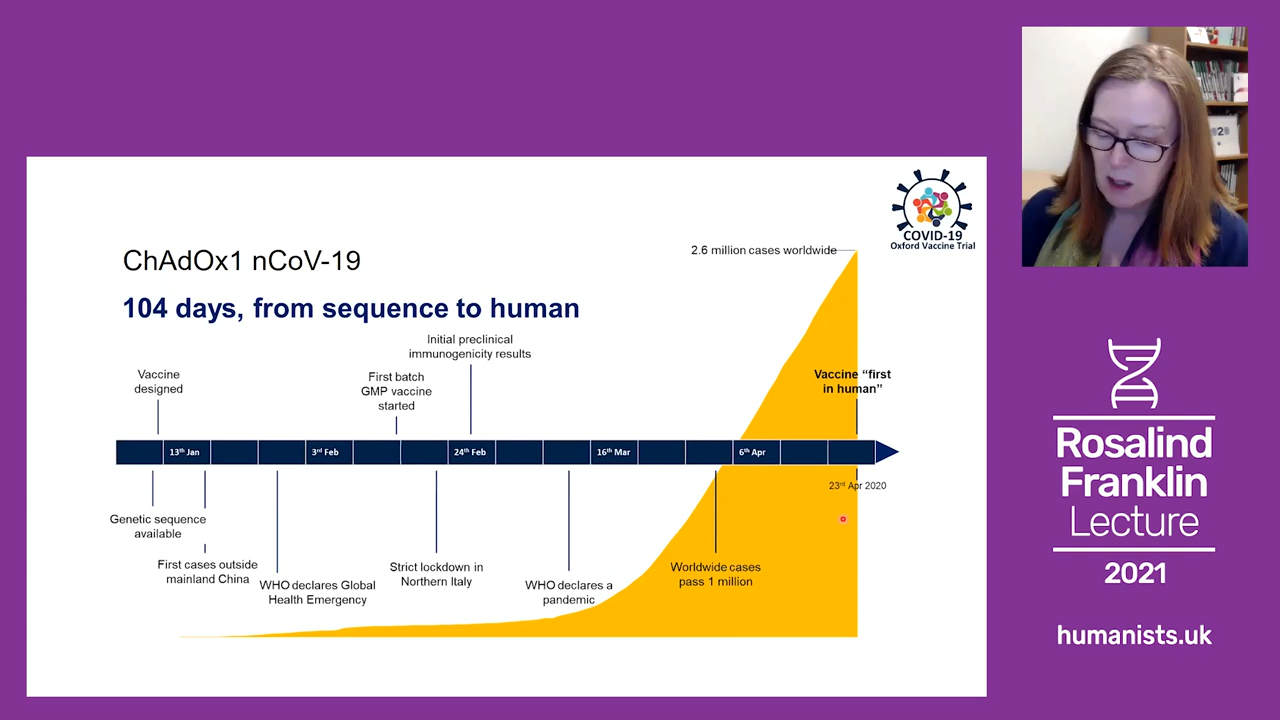 COVID-19
Oxford Vaccine Trial
2.6 million cases worldwide
ChAdOx1 nCoV-19
104 days, from sequence to human
Initial preclinical
immunogenicity results
Vaccine
designed
First batch
GMP vaccine
started
Vaccine “first
in human”
13th Jan
3rd Feb
24th Feb
16th Mar
6th Apr
23rd Apr 2020
Genetic sequence
available
First cases outside
mainland China
WHO declares Global
Health Emergency
Strict lockdown in
Northern Italy
WHO declares a
pandemic
Worldwide cases
pass 1 million
Rosalind
Franklin
Lecture
2021
humanists.uk